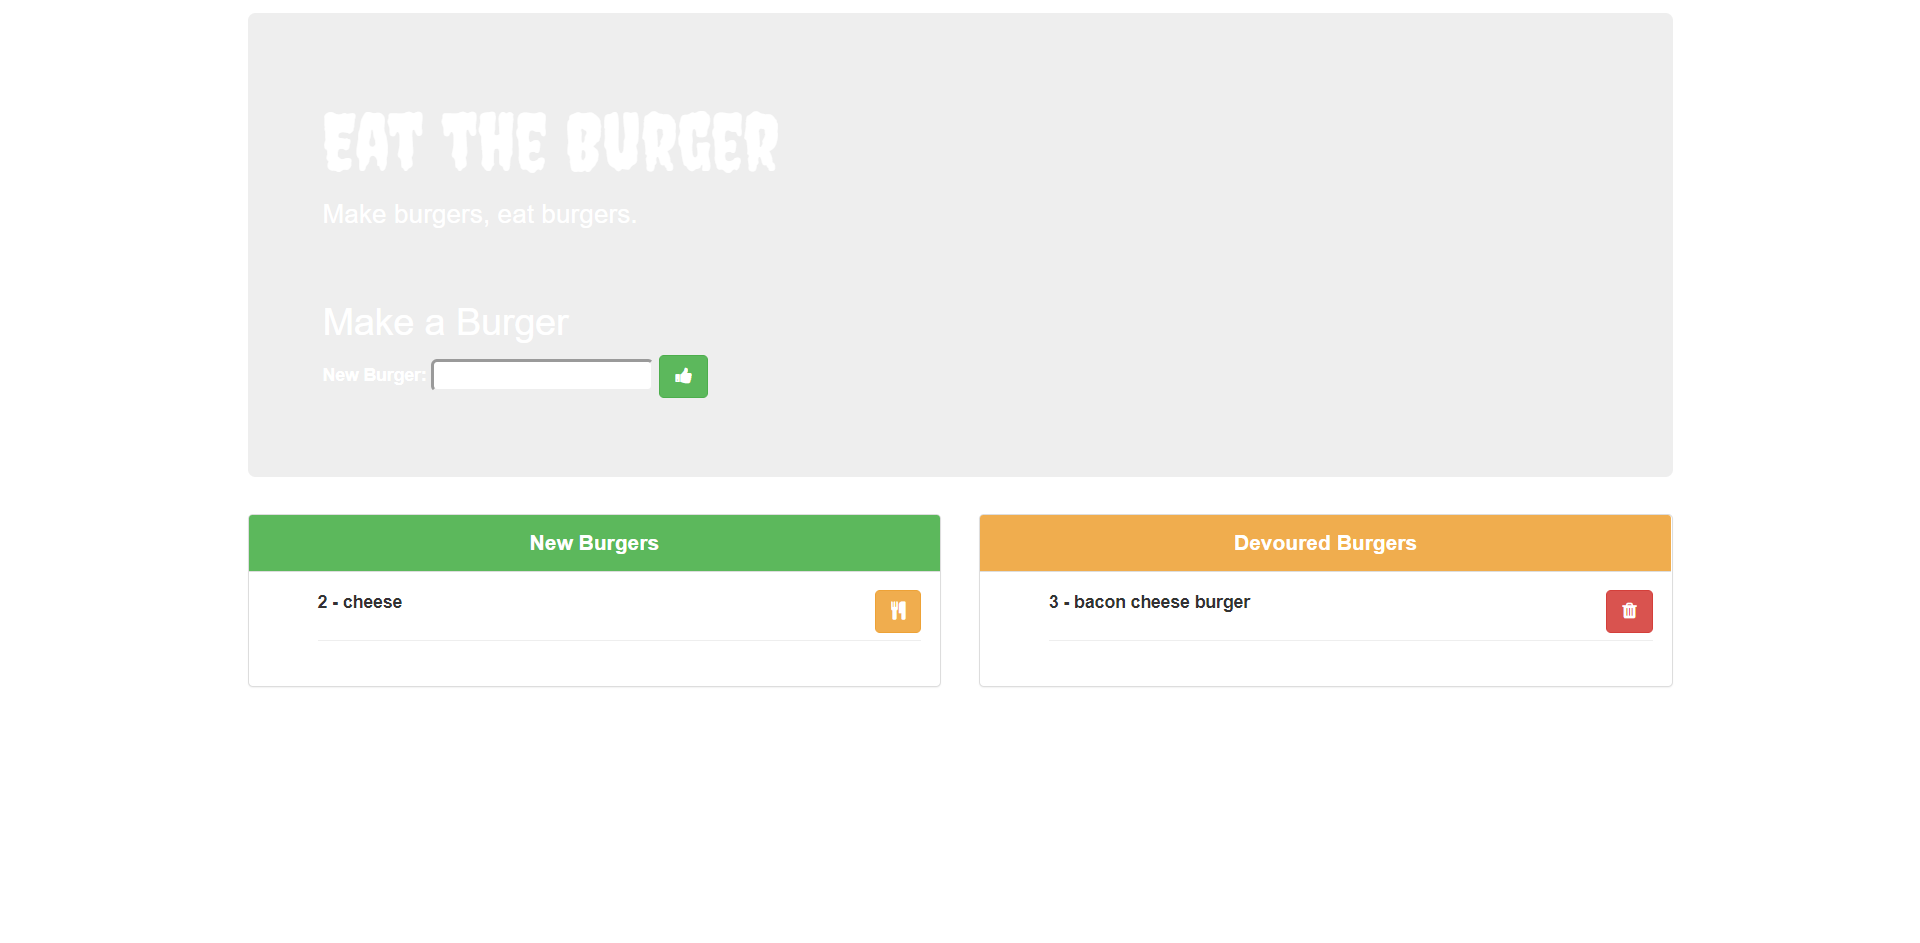 EAT THE BURGER
Make burgers, eat burgers.
Make a Burger
New Burger:
New Burgers
2 - cheese
Devoured Burgers
3 - bacon cheese burger